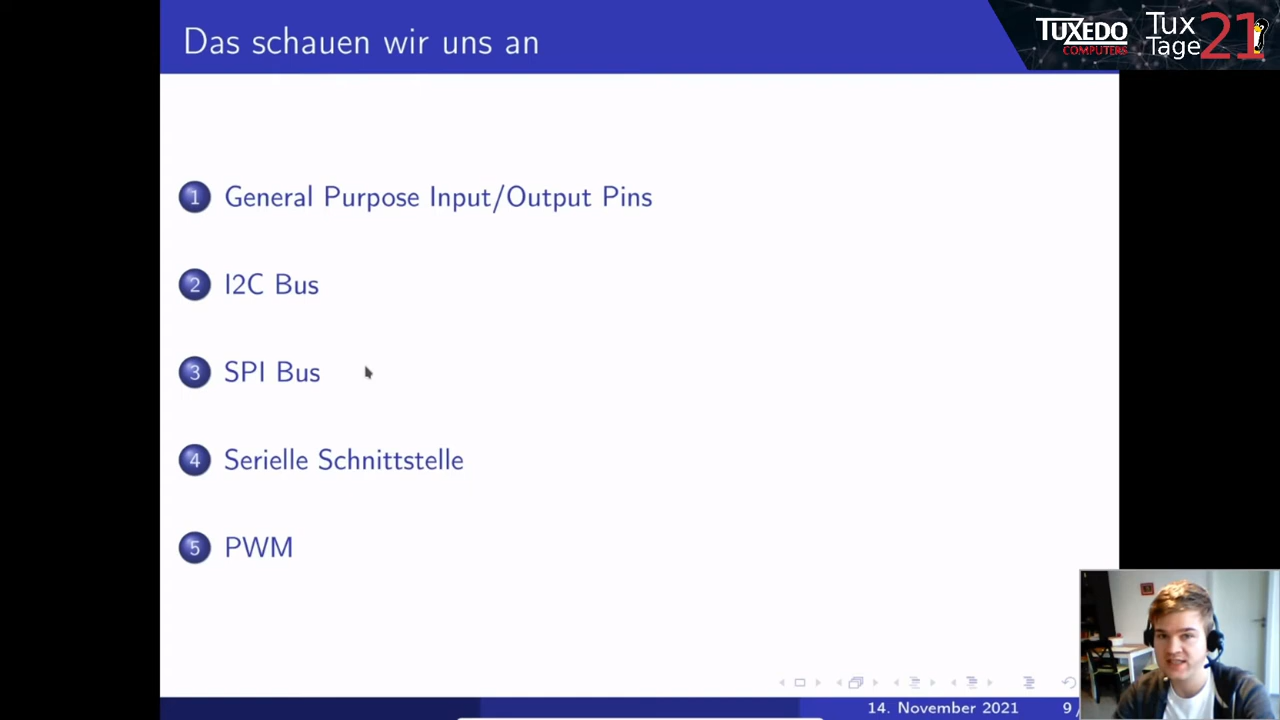 Das schauen wir uns an
TUXEDO
COMPUTERS
Tux
Tage
21
1 General Purpose Input/Output Pins
2 I2C Bus
3 SPI Bus
4 Serielle Schnittstelle
5 PWM
14. November 2021 9 /